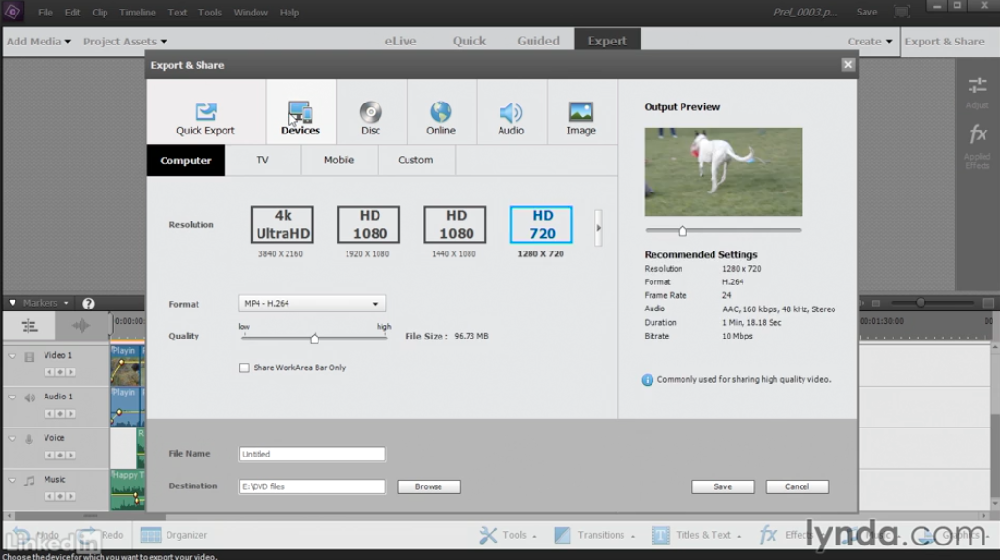 File Edit Clip Timeline Text Tools Window Help Pref_0003.p... Save
Add Media Project Assets eLive Quick Guided Expert Create Export & Share
Export & Share
Quick Export Devices Disc Online Audio Image
Computer TV Mobile Custom
Resolution
4k UltraHD
3840 X 2160
HD 1080
1920 X 1080
HD 1080
1440 X 1080
HD 720
1280 X 720
Format MP4 - H.264
Quality low high File Size: 96.73 MB
Share WorkArea Bar Only
File Name Untitled
Destination E:\DVD files Browse Save Cancel
Output Preview
Recommended Settings
Resolution 1280 x 720
Format H.264
Frame Rate 24
Audio AAC, 160 kbps, 48 kHz, Stereo
Duration 1 Min, 18.18 Sec
Bitrate 10 Mbps
Commonly used for sharing high quality video.
Adjust
fx
Applied
Effects
Markers ?
0:00:00 00:01:30:00 00
Video 1 Playin
Audio 1 Playin
Voice R
Music Happy T
Undo Redo Organizer Tools Transitions T Titles & Text fx Effects Music Graphics
LinkedIn lynda.com
Choose the device for which you want to export your video.